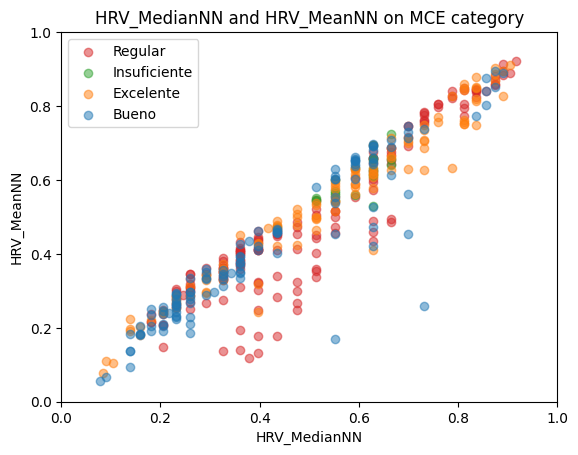 HRV_MedianNN and HRV_MeanNN on MCE category
Regular
Insuficiente
Excelente
Bueno
HRV_MeanNN
1.0
0.8
0.6
0.4
0.2
0.0
0.0 0.2 0.4 0.6 0.8 1.0
HRV_MedianNN